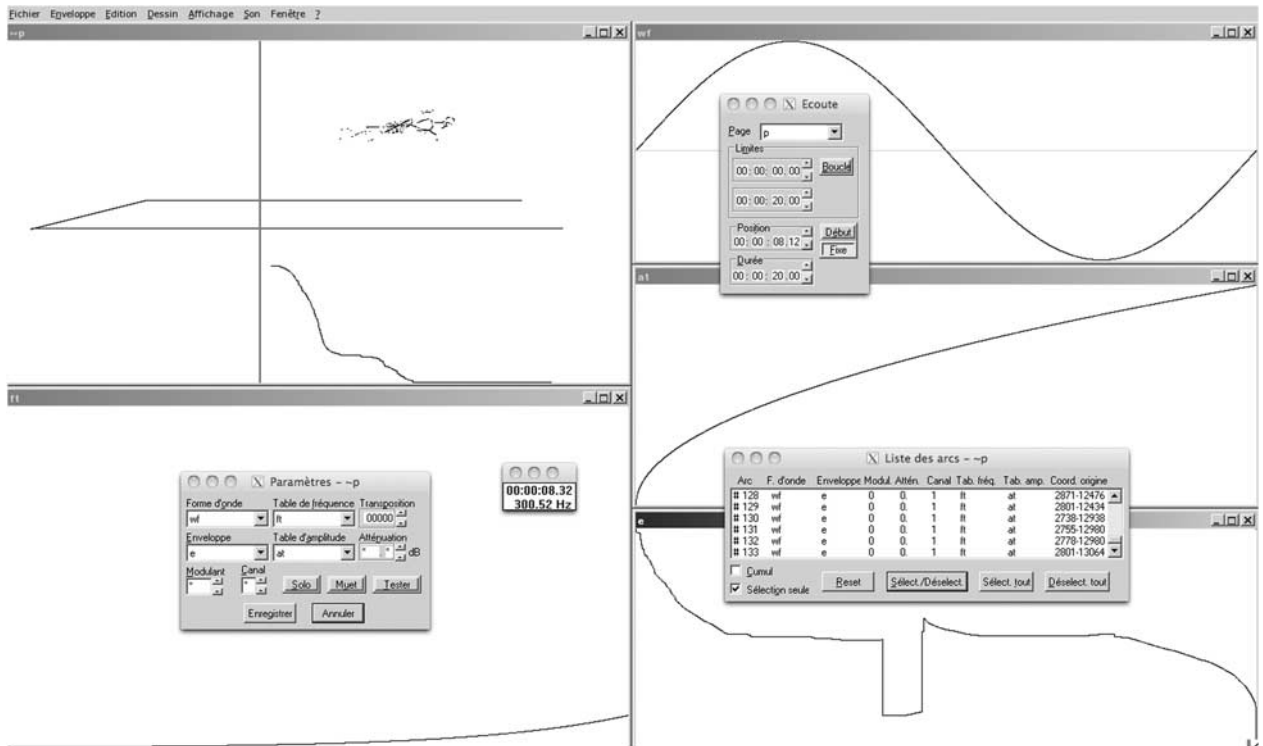 Fichier Enveloppe Edition Dessin Affichage Son Fenêtre ?
~p
wf
Ecoute
Page p
Limites
00: 00: 00,00 Boucle
00: 00: 20,00
Position
00: 00 : 08,12 Début
Fixe
Durée
00: 00: 20,00
at
ft
Paramètres - ~p
Forme d'onde Table de fréquence Transposition
wf ft 00000
Enveloppe Table d'amplitude Atténuation
e at * * dB
Modulant Canal
* * Solo Muet Tester
Enregistrer Annuler
00:00:08.32
300.52 Hz
Liste des arcs - ~p
Arc F. d'onde Enveloppe Modul. Attén. Canal Tab. fréq. Tab. amp. Coord. origine
# 128 wf e 0 0. 1 ft at 2871-12476
# 129 wf e 0 0. 1 ft at 2801-12434
# 130 wf e 0 0. 1 ft at 2738-12938
# 131 wf e 0 0. 1 ft at 2755-12980
# 132 wf e 0 0. 1 ft at 2778-12980
# 133 wf e 0 0. 1 ft at 2801-13064
Cumul
Sélection seule Reset Sélect./Désélect. Sélect. tout Déselect. tout
e